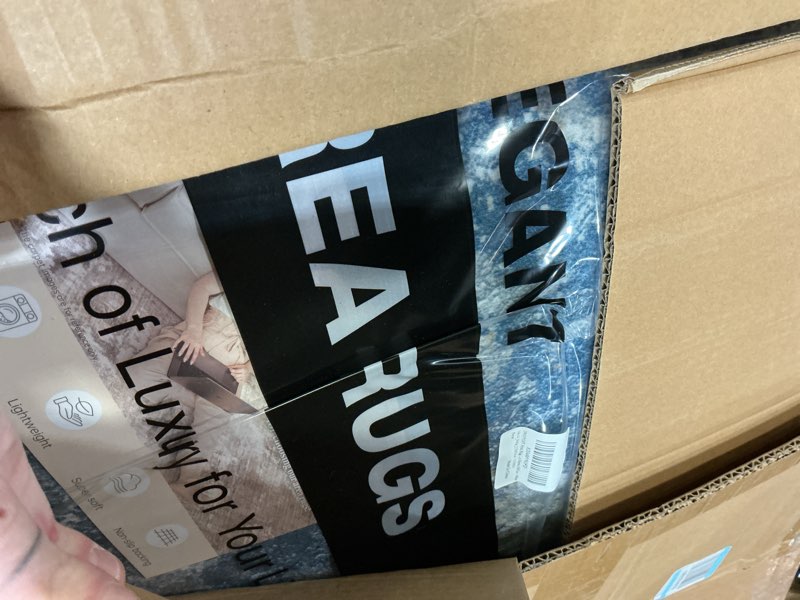 EGANT
REA RUGS
ch of Luxury for Your
Lightweight
Super soft
Non-slip backing